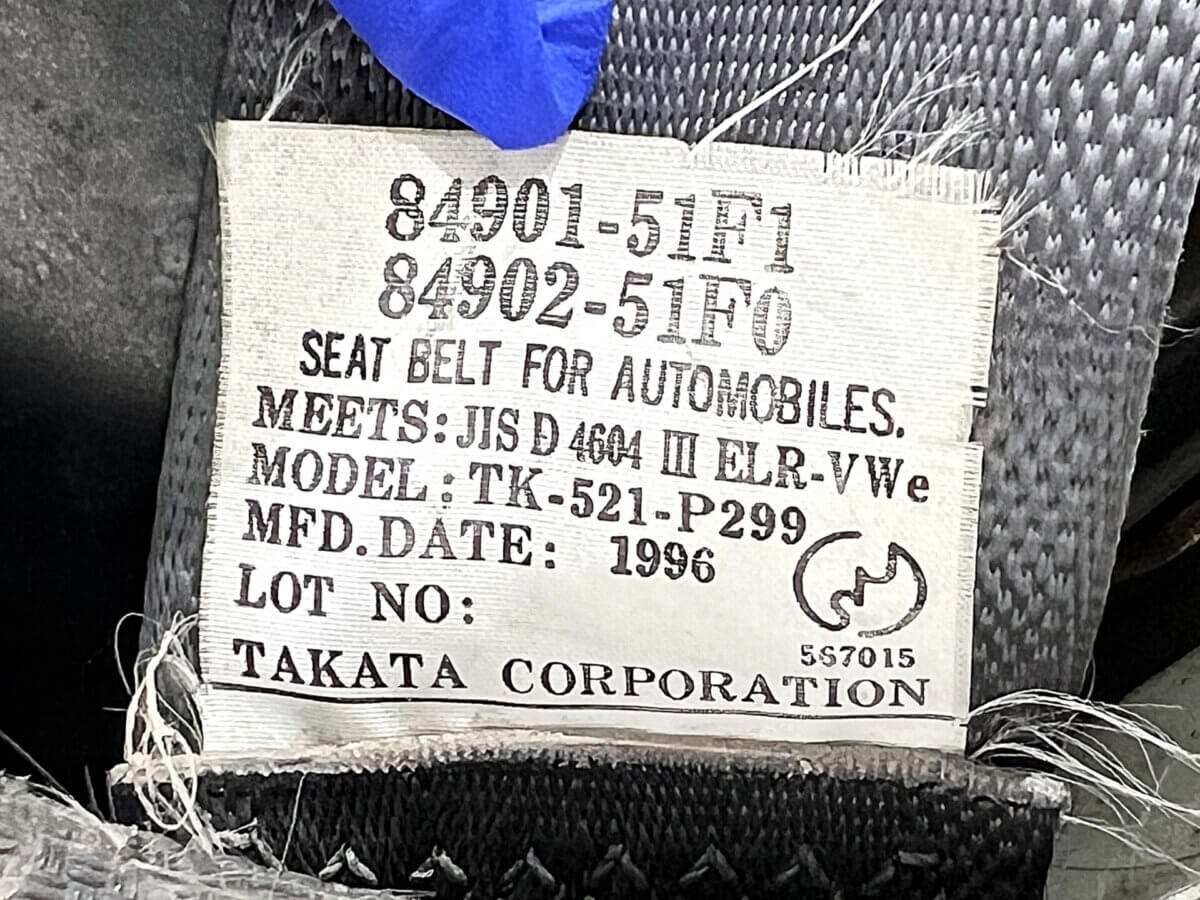 84901-51F1
84902-51F0
SEAT BELT FOR AUTOMOBILES.
MEETS: JIS D 4604 III ELR-VWe
MODEL: TK-521-P299
MFD.DATE: 1996
LOT NO:
567015
TAKATA CORPORATION